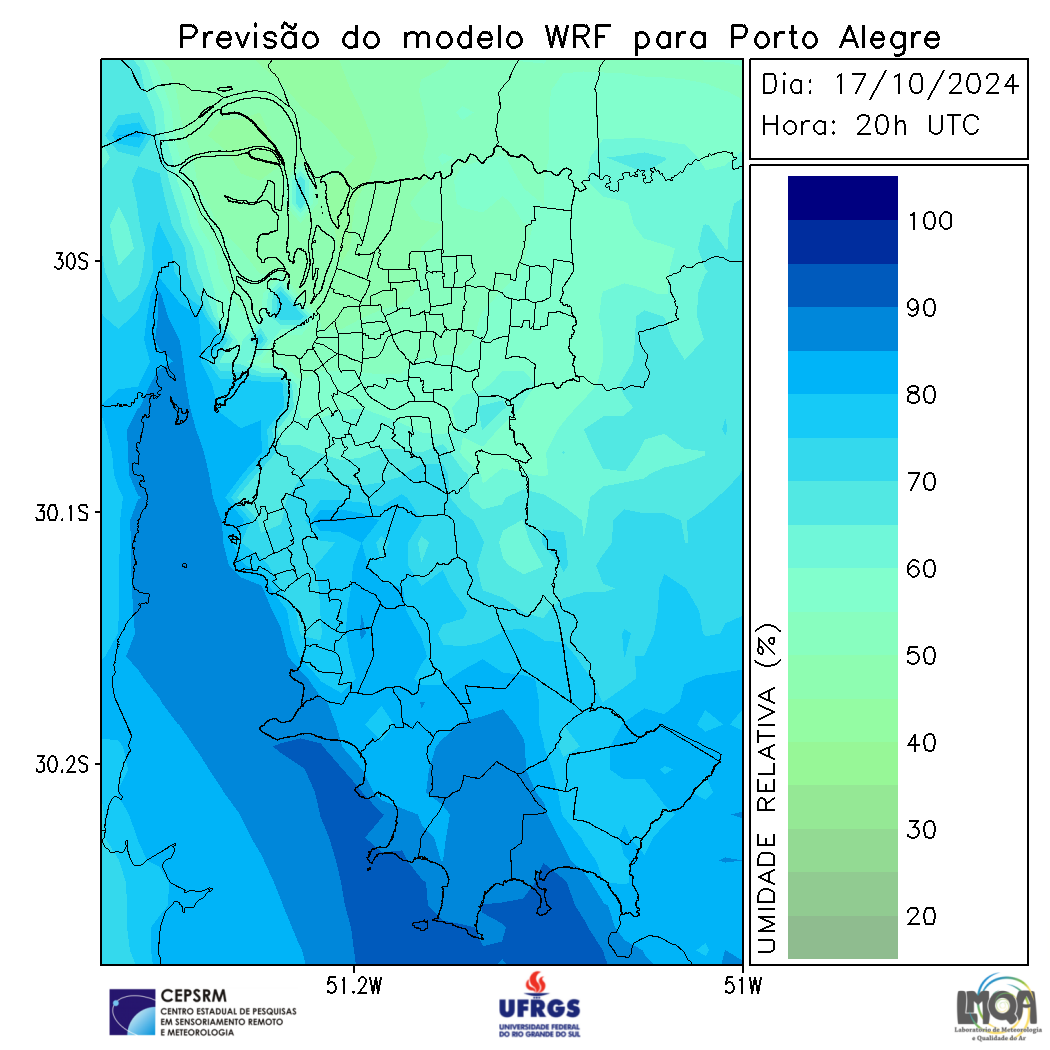 Previsão do modelo WRF para Porto Alegre
Dia: 17/10/2024
Hora: 20h UTC
30S
30.1S
30.2S
51.2W
51W
UMIDADE RELATIVA (%)
100
90
80
70
60
50
40
30
20
CEPSRM
CENTRO ESTADUAL DE PESQUISAS
EM SENSORIAMENTO REMOTO
E METEOROLOGIA
UFRGS
UNIVERSIDADE FEDERAL
DO RIO GRANDE DO SUL
LMQA
Laboratório de Meteorologia
e Qualidade do Ar